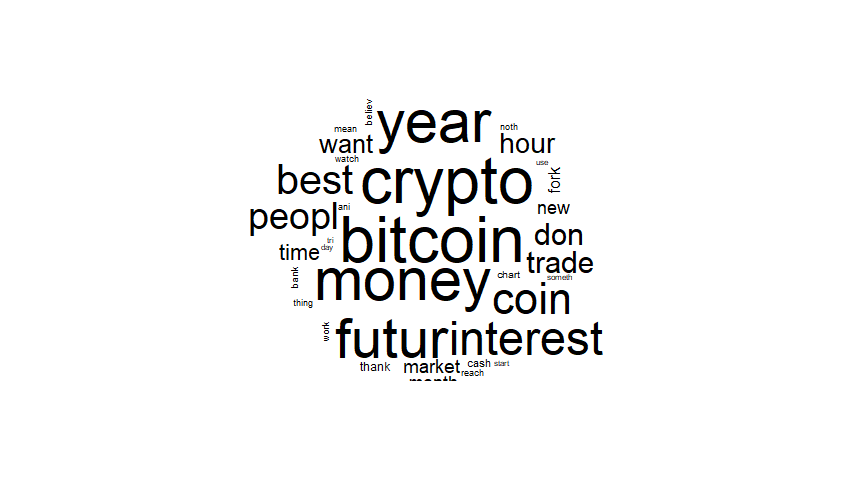 believ
year
mean
noth
want
hour
watch
use
best
crypto
fork
peopl
ani
new
bitcoin
don
tri
time
day
trade
bank
money
chart
someth
thing
coin
work
futur
interest
thank
market
cash
start
reach
month